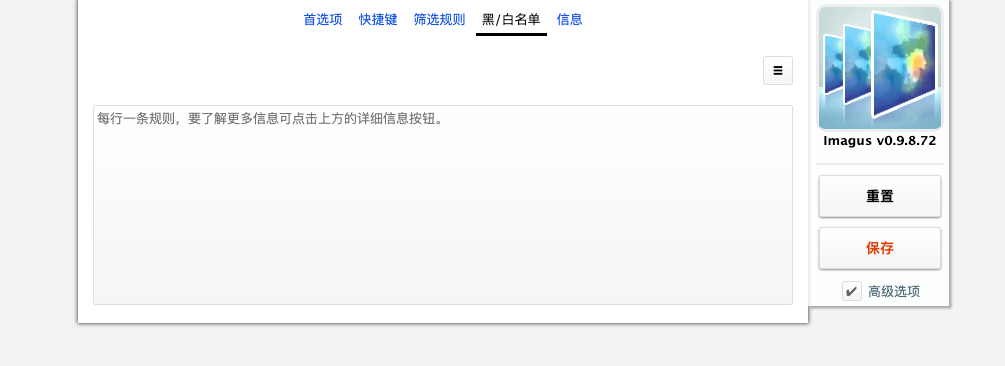 首选项 快捷键 筛选规则 黑/白名单 信息
每行一条规则，要了解更多信息可点击上方的详细信息按钮。
Imagus v0.9.8.72
重置
保存
✔ 高级选项